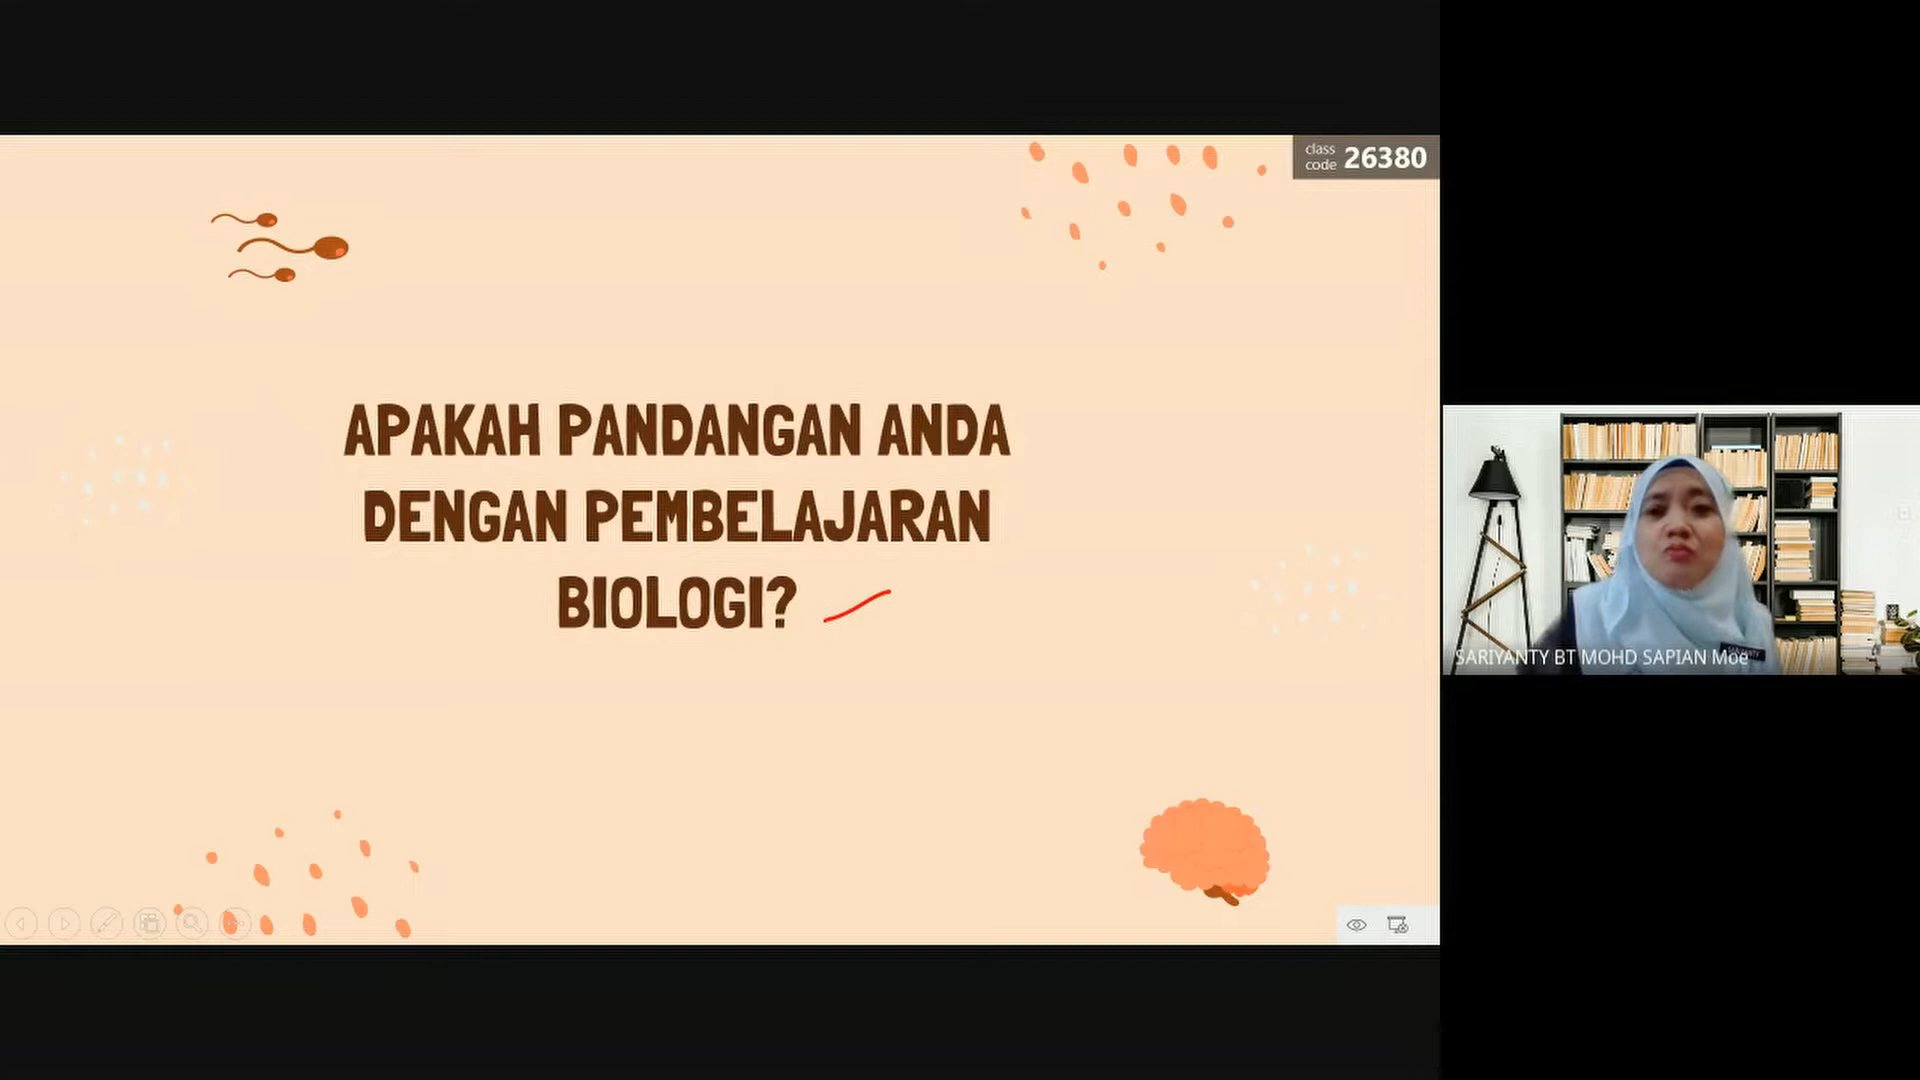 class
code 26380
APAKAH PANDANGAN ANDA
DENGAN PEMBELAJARAN
BIOLOGI?
SARIYANTY BT MOHD SAPIAN Moe